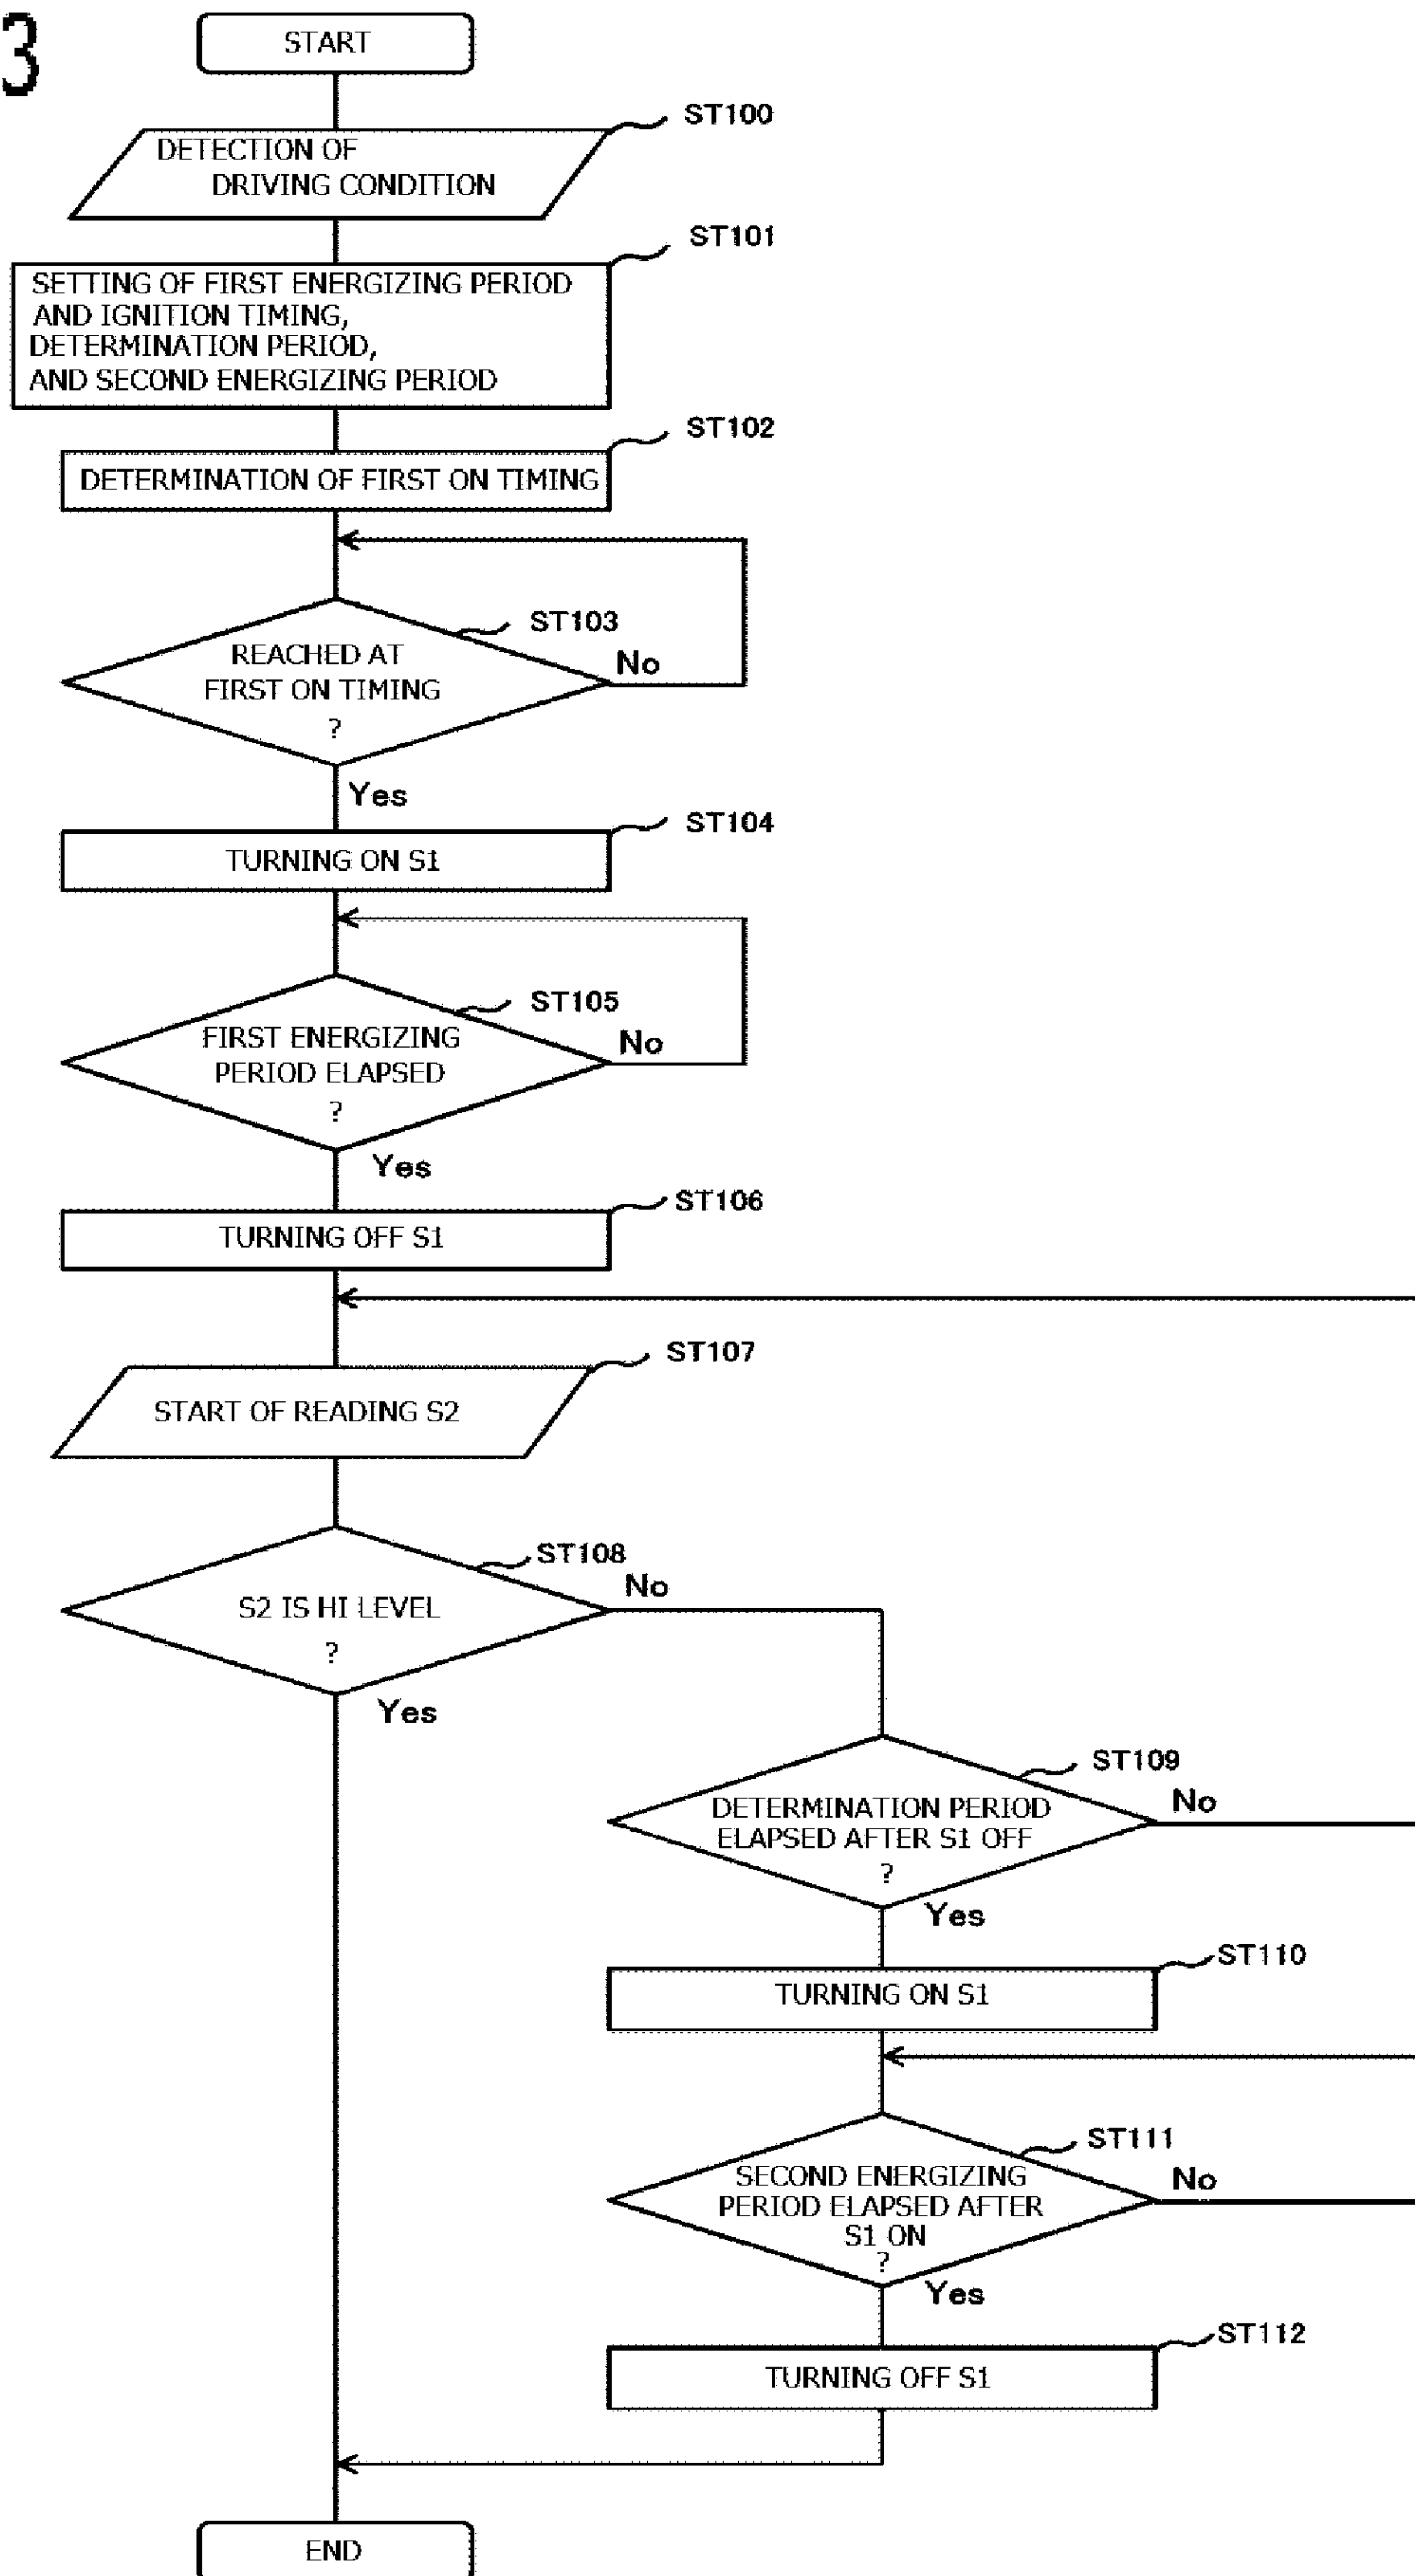 3
START
ST100
DETECTION OF
DRIVING CONDITION
ST101
SETTING OF FIRST ENERGIZING PERIOD
AND IGNITION TIMING,
DETERMINATION PERIOD,
AND SECOND ENERGIZING PERIOD
ST102
DETERMINATION OF FIRST ON TIMING
ST103
REACHED AT
FIRST ON TIMING
?
No
Yes
ST104
TURNING ON S1
ST105
FIRST ENERGIZING
PERIOD ELAPSED
?
No
Yes
ST106
TURNING OFF S1
ST107
START OF READING S2
ST108
S2 IS HI LEVEL
?
No
Yes
ST109
DETERMINATION PERIOD
ELAPSED AFTER S1 OFF
?
No
Yes
ST110
TURNING ON S1
ST111
SECOND ENERGIZING
PERIOD ELAPSED AFTER
S1 ON
?
No
Yes
ST112
TURNING OFF S1
END